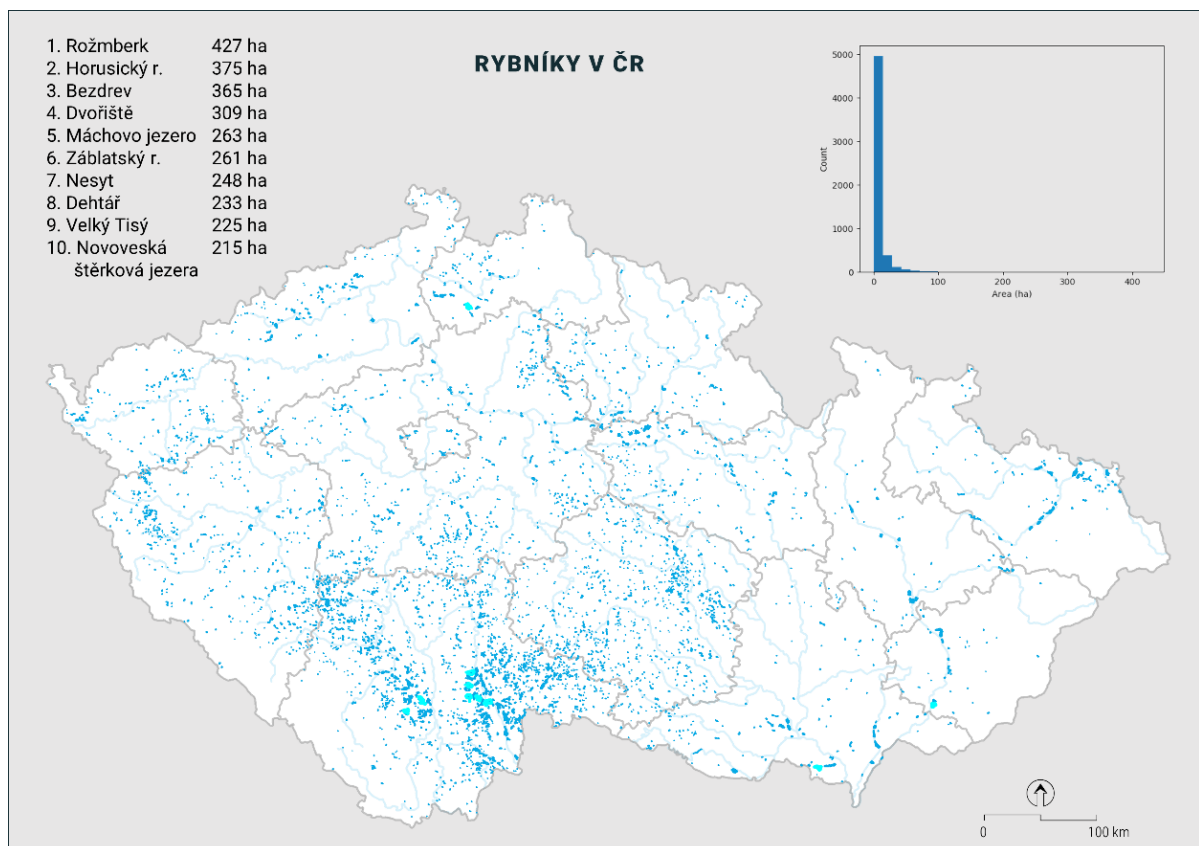 RYBNÍKY V ČR
1. Rožmberk 427 ha
2. Horusický r. 375 ha
3. Bezdrev 365 ha
4. Dvořiště 309 ha
5. Máchovo jezero 263 ha
6. Záblatský r. 261 ha
7. Nesyt 248 ha
8. Dehtář 233 ha
9. Velký Tisý 225 ha
10. Novoveská 215 ha
štěrková jezera
5000
4000
3000
2000
1000
0
Count
0 100 200 300 400
Area (ha)
0 100 km